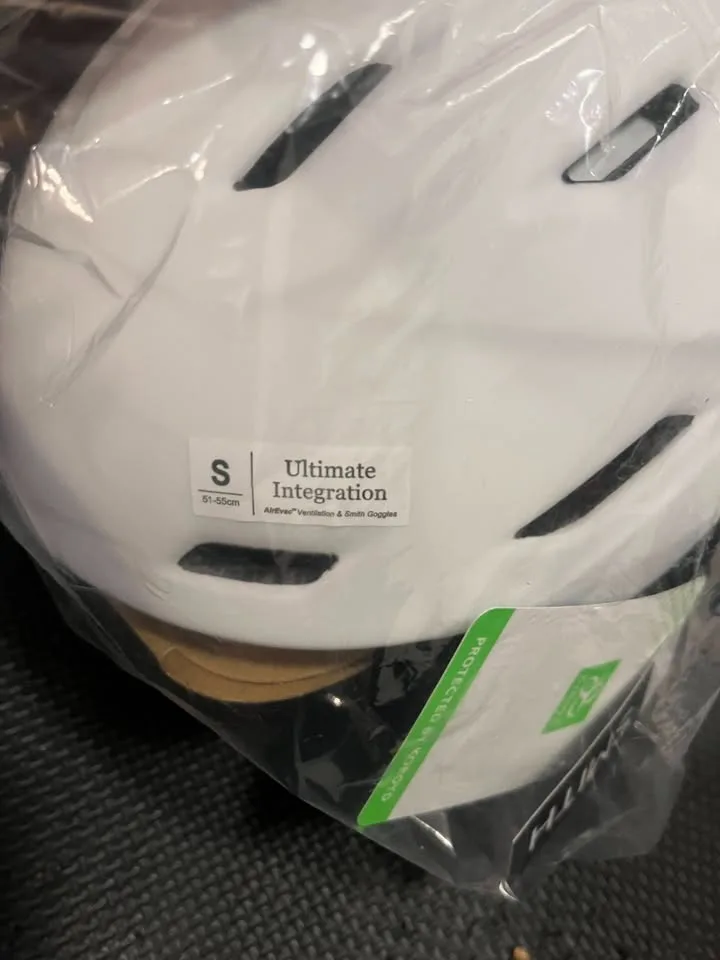 S
51-55cm
Ultimate
Integration
AirEvac™ Ventilation & Smith Goggles
PROTECTED BY KOROYD
SMITH